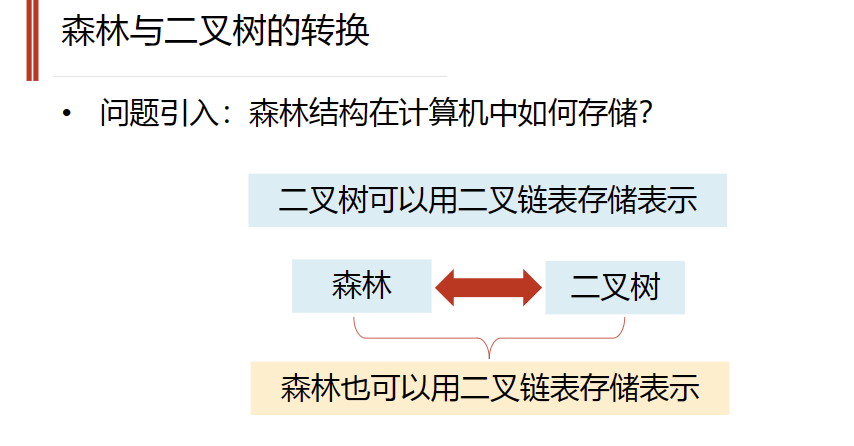 森林与二叉树的转换
• 问题引入：森林结构在计算机中如何存储？
二叉树可以用二叉链表存储表示
森林 二叉树
森林也可以用二叉链表存储表示